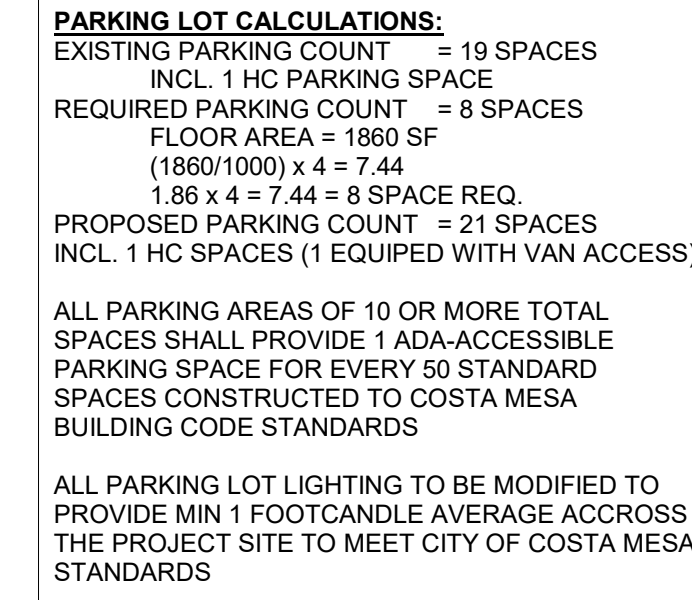 PARKING LOT CALCULATIONS:
EXISTING PARKING COUNT = 19 SPACES
INCL. 1 HC PARKING SPACE
REQUIRED PARKING COUNT = 8 SPACES
FLOOR AREA = 1860 SF
(1860/1000) x 4 = 7.44
1.86 x 4 = 7.44 = 8 SPACE REQ.
PROPOSED PARKING COUNT = 21 SPACES
INCL. 1 HC SPACES (1 EQUIPED WITH VAN ACCESS)
ALL PARKING AREAS OF 10 OR MORE TOTAL
SPACES SHALL PROVIDE 1 ADA-ACCESSIBLE
PARKING SPACE FOR EVERY 50 STANDARD
SPACES CONSTRUCTED TO COSTA MESA
BUILDING CODE STANDARDS
ALL PARKING LOT LIGHTING TO BE MODIFIED TO
PROVIDE MIN 1 FOOTCANDLE AVERAGE ACCROSS
THE PROJECT SITE TO MEET CITY OF COSTA MESA
STANDARDS